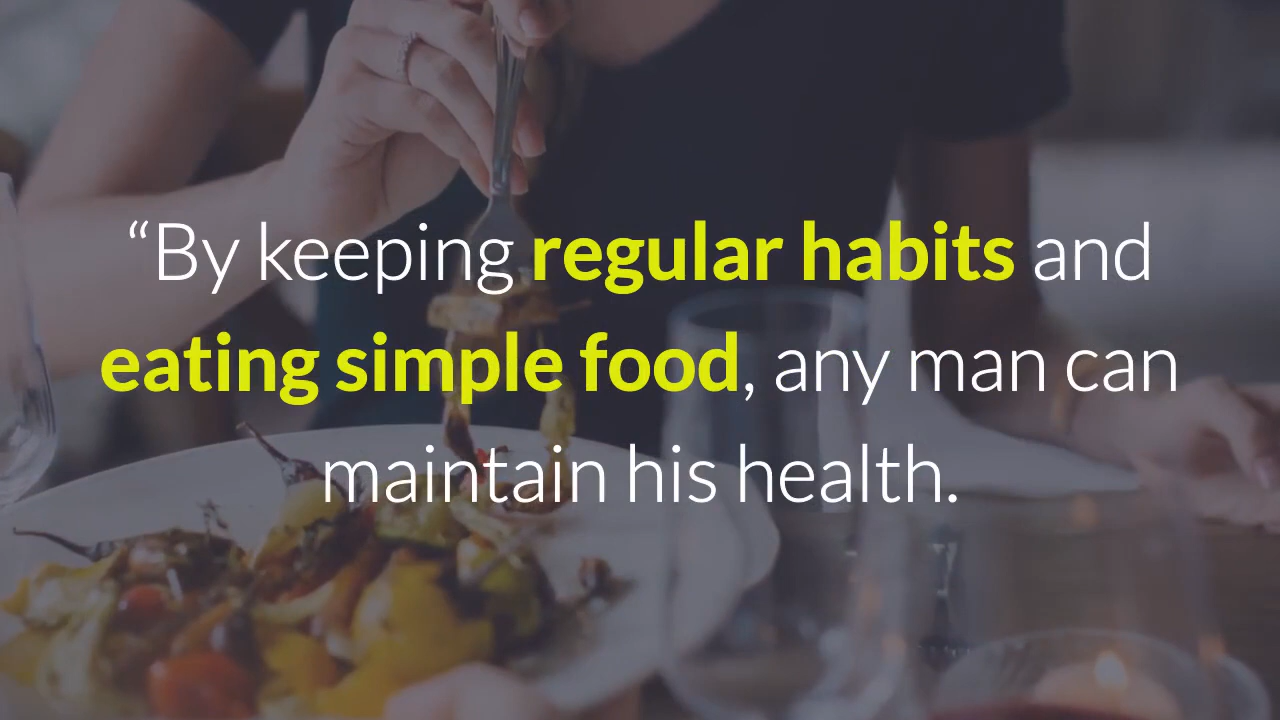 “By keeping regular habits and
eating simple food, any man can
maintain his health.